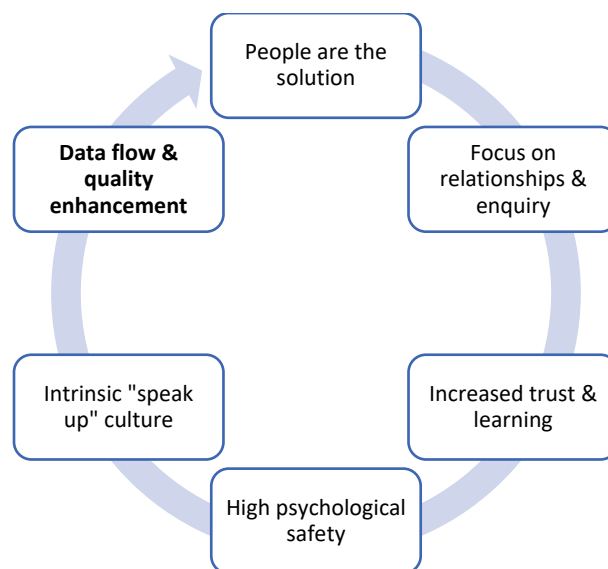 People are the
solution
Focus on
relationships &
enquiry
Increased trust &
learning
High psychological
safety
Intrinsic "speak
up" culture
Data flow &
quality
enhancement